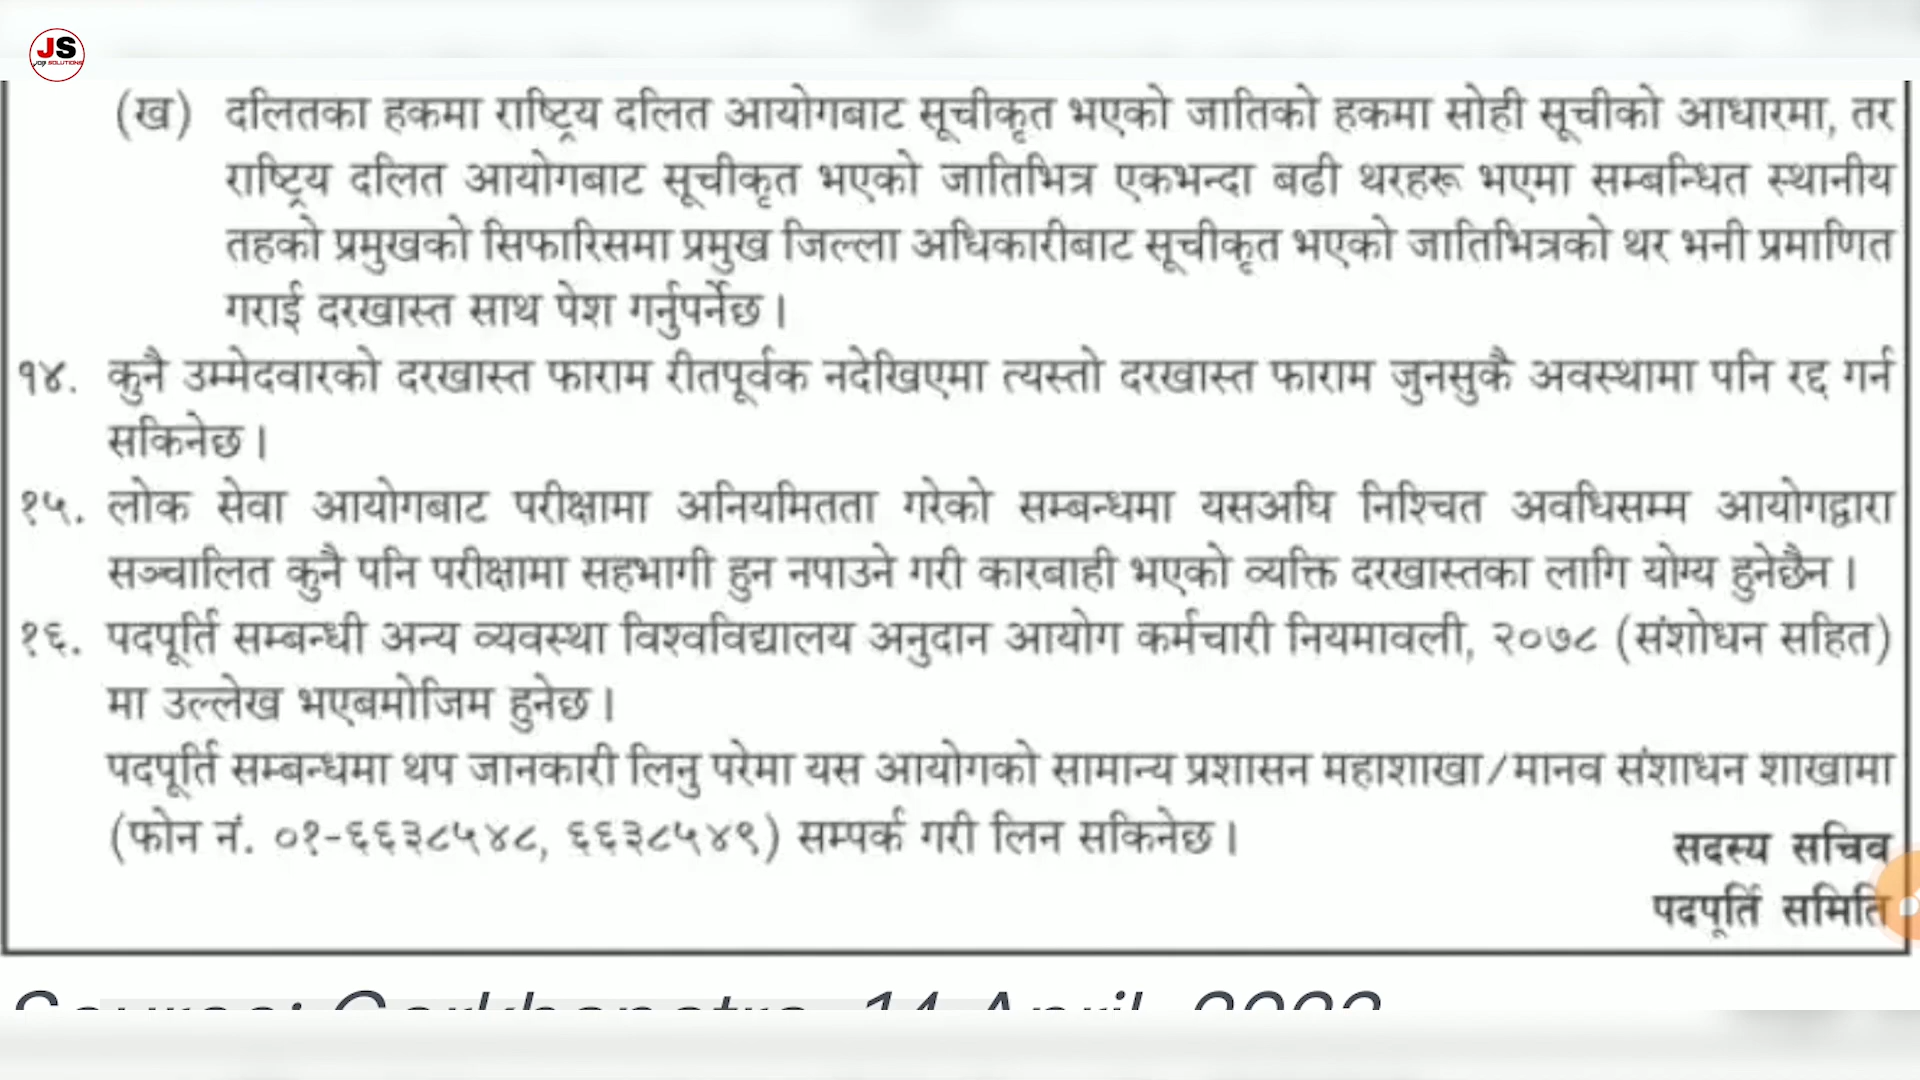 JS
JOB SOLUTIONS
(ख) दलितका हकमा राष्ट्रिय दलित आयोगबाट सूचीकृत भएको जातिको हकमा सोही सूचीको आधारमा, तर
राष्ट्रिय दलित आयोगबाट सूचीकृत भएको जातिभित्र एकभन्दा बढी थरहरू भएमा सम्बन्धित स्थानीय
तहको प्रमुखको सिफारिसमा प्रमुख जिल्ला अधिकारीबाट सूचीकृत भएको जातिभित्रको थर भनी प्रमाणित
गराई दरखास्त साथ पेश गर्नुपर्नेछ।
१४. कुनै उम्मेदवारको दरखास्त फाराम रीतपूर्वक नदेखिएमा त्यस्तो दरखास्त फाराम जुनसुकै अवस्थामा पनि रद्द गर्न
सकिनेछ।
१५. लोक सेवा आयोगबाट परीक्षामा अनियमितता गरेको सम्बन्धमा यसअघि निश्चित अवधिसम्म आयोगद्वारा
सञ्चालित कुनै पनि परीक्षामा सहभागी हुन नपाउने गरी कारबाही भएको व्यक्ति दरखास्तका लागि योग्य हुनेछैन।
१६. पदपूर्ति सम्बन्धी अन्य व्यवस्था विश्वविद्यालय अनुदान आयोग कर्मचारी नियमावली, २०७८ (संशोधन सहित)
मा उल्लेख भएबमोजिम हुनेछ।
पदपूर्ति सम्बन्धमा थप जानकारी लिनु परेमा यस आयोगको सामान्य प्रशासन महाशाखा/मानव संशाधन शाखामा
(फोन नं. ०१-६६३८५४८, ६६३८५४९) सम्पर्क गरी लिन सकिनेछ।
सदस्य सचिव
पदपूर्ति समिति
Source: Gorkhapatra, 14 April,